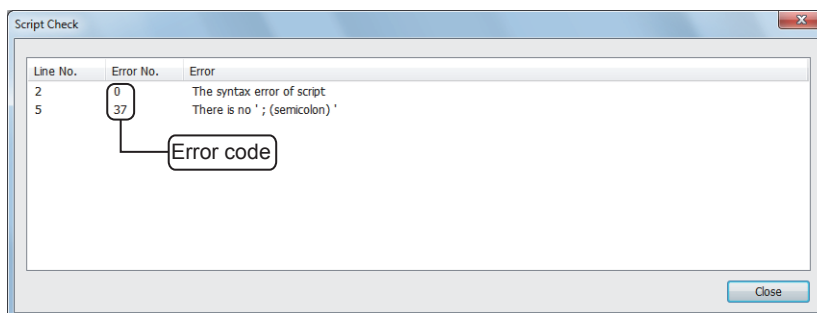 Script Check
Line No. Error No. Error
2 0 The syntax error of script
5 37 There is no ' ; (semicolon) '
Error code
Close